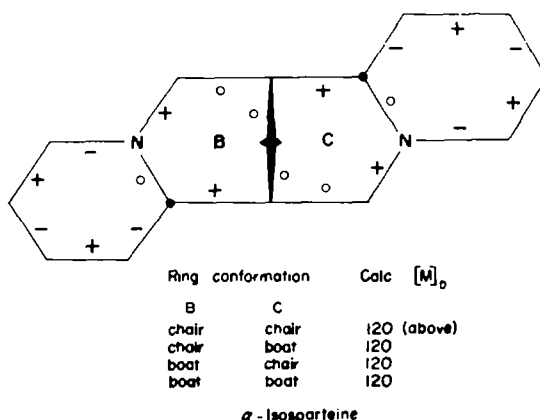 +
− −
o +
o +
+ o
−
N B C N
−
+
+ o o
+ o
− −
+
Ring conformation Calc [M]D
B C
chair chair 120 (above)
chair boat 120
boat chair 120
boat boat 120
α-Isosparteine